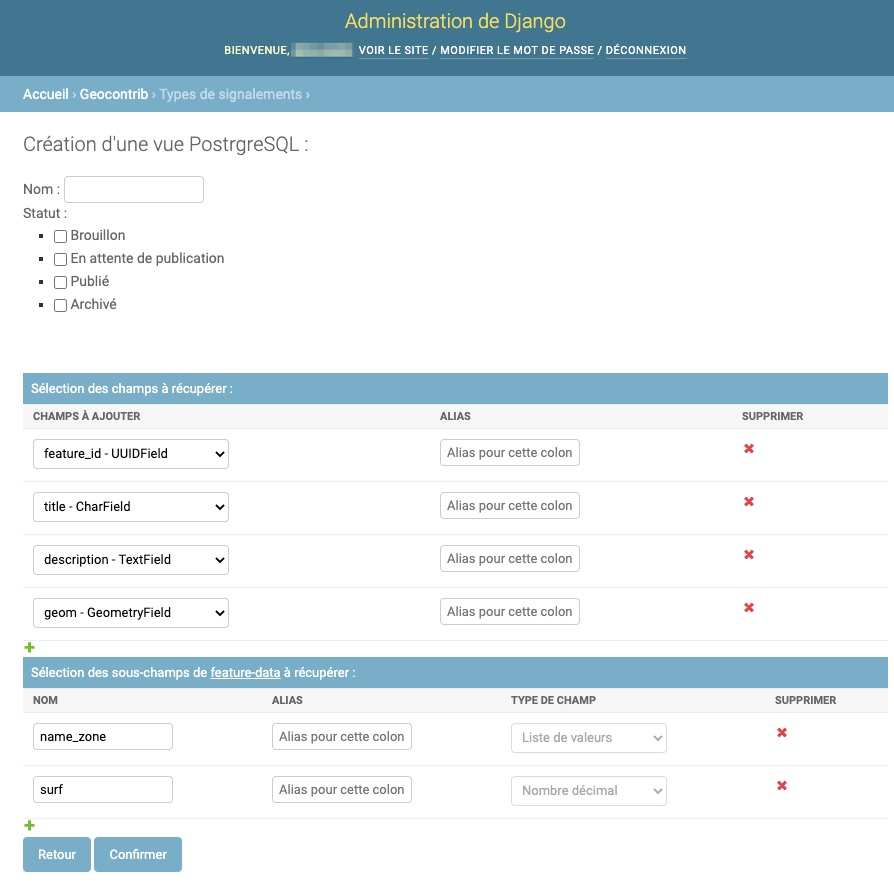 Administration de Django
BIENVENUE, VOIR LE SITE / MODIFIER LE MOT DE PASSE / DÉCONNEXION
Accueil › Geocontrib › Types de signalements ›
Création d'une vue PostrgreSQL :
Nom :
Statut :
Brouillon
En attente de publication
Publié
Archivé
Sélection des champs à récupérer :
CHAMPS À AJOUTER ALIAS SUPPRIMER
feature_id - UUIDField Alias pour cette colon
title - CharField Alias pour cette colon
description - TextField Alias pour cette colon
geom - GeometryField Alias pour cette colon
Sélection des sous-champs de feature-data à récupérer :
NOM ALIAS TYPE DE CHAMP SUPPRIMER
name_zone Alias pour cette colon Liste de valeurs
surf Alias pour cette colon Nombre décimal
Retour Confirmer